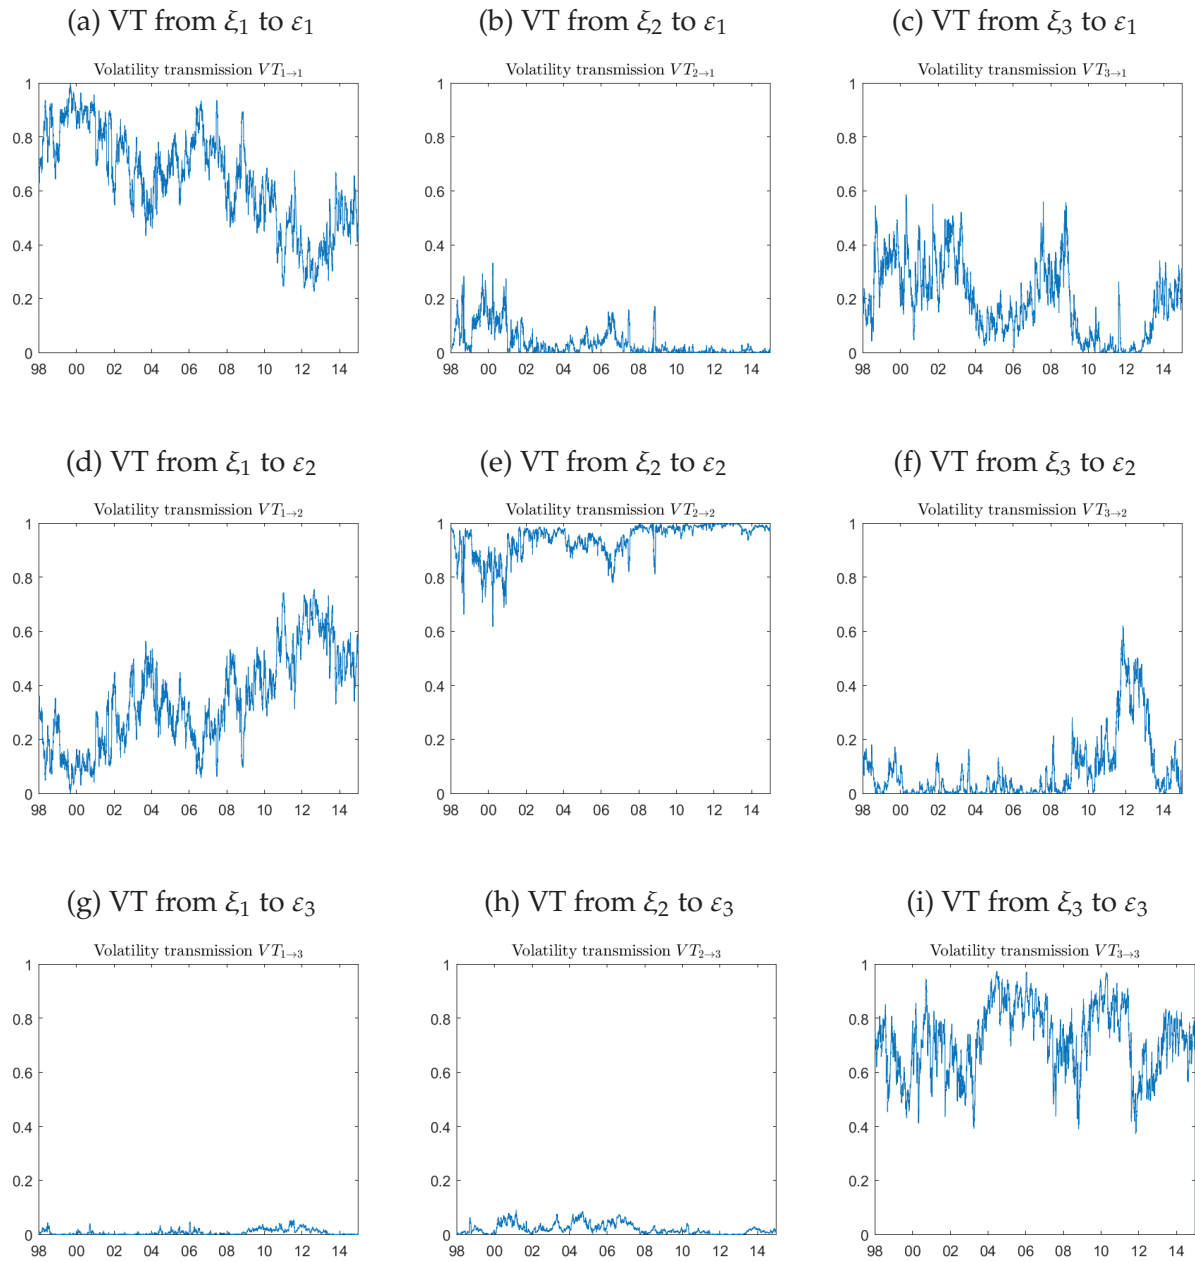 (a) VT from ξ1 to ε1
(b) VT from ξ2 to ε1
(c) VT from ξ3 to ε1
Volatility transmission VT1→1
Volatility transmission VT2→1
Volatility transmission VT3→1
1
0.8
0.6
0.4
0.2
0
98 00 02 04 06 08 10 12 14
1
0.8
0.6
0.4
0.2
0
98 00 02 04 06 08 10 12 14
1
0.8
0.6
0.4
0.2
0
98 00 02 04 06 08 10 12 14
(d) VT from ξ1 to ε2
(e) VT from ξ2 to ε2
(f) VT from ξ3 to ε2
Volatility transmission VT1→2
Volatility transmission VT2→2
Volatility transmission VT3→2
1
0.8
0.6
0.4
0.2
0
98 00 02 04 06 08 10 12 14
1
0.8
0.6
0.4
0.2
0
98 00 02 04 06 08 10 12 14
1
0.8
0.6
0.4
0.2
0
98 00 02 04 06 08 10 12 14
(g) VT from ξ1 to ε3
(h) VT from ξ2 to ε3
(i) VT from ξ3 to ε3
Volatility transmission VT1→3
Volatility transmission VT2→3
Volatility transmission VT3→3
1
0.8
0.6
0.4
0.2
0
98 00 02 04 06 08 10 12 14
1
0.8
0.6
0.4
0.2
0
98 00 02 04 06 08 10 12 14
1
0.8
0.6
0.4
0.2
0
98 00 02 04 06 08 10 12 14